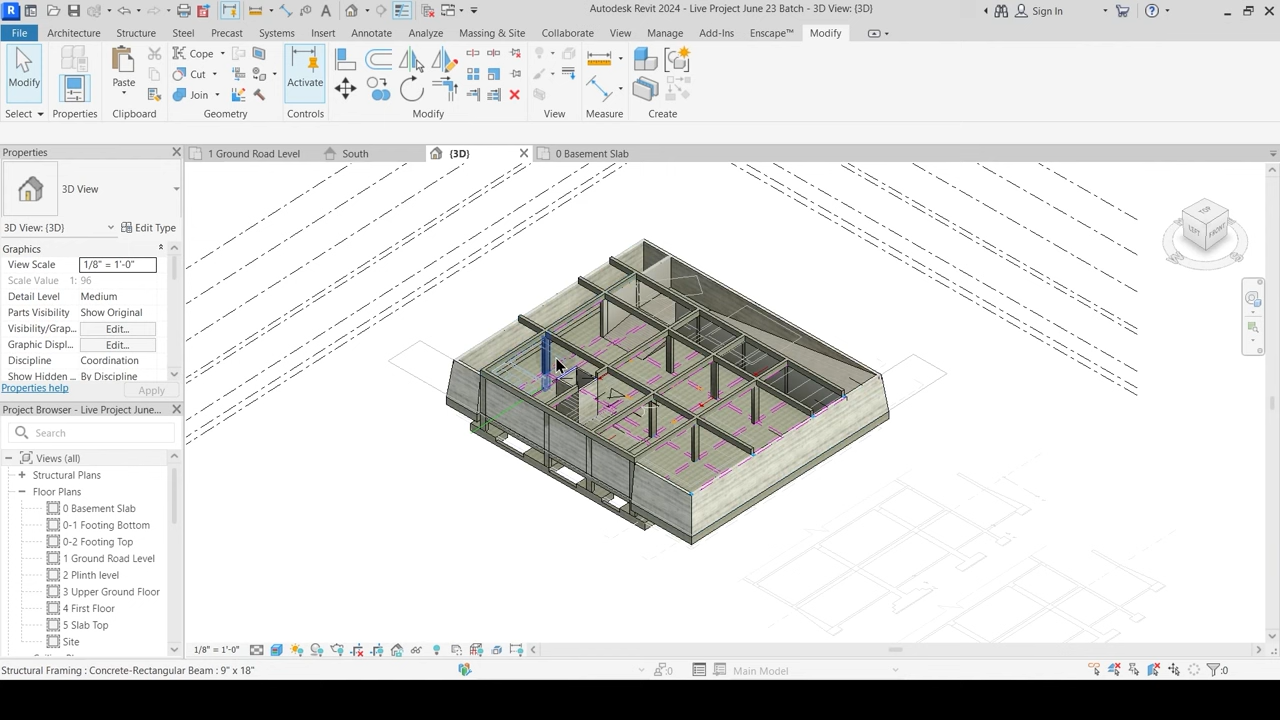 Autodesk Revit 2024 - Live Project June 23 Batch - 3D View: {3D}
Sign In
File Architecture Structure Steel Precast Systems Insert Annotate Analyze Massing & Site Collaborate View Manage Add-Ins Enscape™ Modify
Modify
Paste
Cope
Cut
Join
Activate
Select Properties Clipboard Geometry Controls Modify View Measure Create
Properties
1 Ground Road Level
South
{3D}
0 Basement Slab
3D View
3D View: {3D}
Edit Type
Graphics
View Scale 1/8" = 1'-0"
Scale Value 1: 96
Detail Level Medium
Parts Visibility Show Original
Visibility/Grap... Edit...
Graphic Displ... Edit...
Discipline Coordination
Show Hidden ... By Discipline
Properties help
Apply
Project Browser - Live Project June...
Search
Views (all)
Structural Plans
Floor Plans
0 Basement Slab
0-1 Footing Bottom
0-2 Footing Top
1 Ground Road Level
2 Plinth level
3 Upper Ground Floor
4 First Floor
5 Slab Top
Site
TOP
LEFT
FRONT
1/8" = 1'-0"
Structural Framing : Concrete-Rectangular Beam : 9" x 18"
:0
Main Model
:0